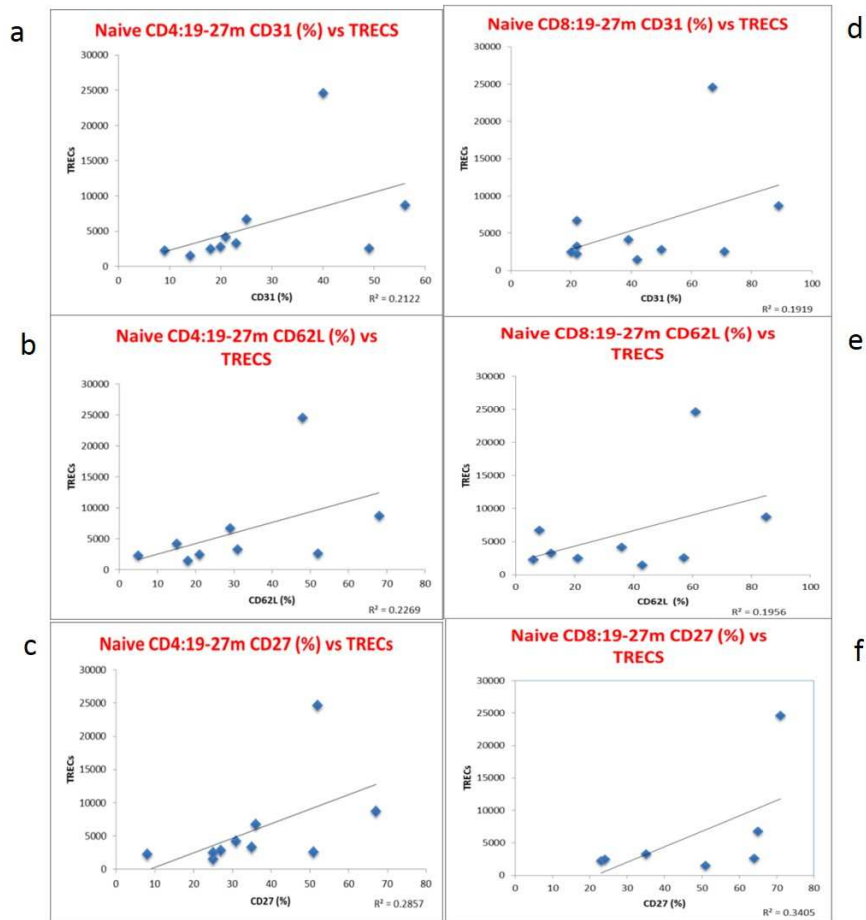 a
Naive CD4:19-27m CD31 (%) vs TRECS
30000
25000
20000
15000
10000
5000
0
TRECs
0 10 20 30 40 50 60
CD31 (%)
R² = 0.2122
Naive CD8:19-27m CD31 (%) vs TRECS
d
30000
25000
20000
15000
10000
5000
0
TRECs
0 20 40 60 80 100
CD31 (%)
R² = 0.1919
b
Naive CD4:19-27m CD62L (%) vs
TRECS
30000
25000
20000
15000
10000
5000
0
TRECs
0 10 20 30 40 50 60 70 80
CD62L (%)
R² = 0.2269
Naive CD8:19-27m CD62L (%) vs
TRECS
e
30000
25000
20000
15000
10000
5000
0
TRECs
0 20 40 60 80 100
CD62L (%)
R² = 0.1956
c
Naive CD4:19-27m CD27 (%) vs TRECs
30000
25000
20000
15000
10000
5000
0
TRECs
0 10 20 30 40 50 60 70 80
CD27 (%)
R² = 0.2857
Naive CD8:19-27m CD27 (%) vs
TRECS
f
30000
25000
20000
15000
10000
5000
0
TRECs
0 10 20 30 40 50 60 70 80
CD27 (%)
R² = 0.3405